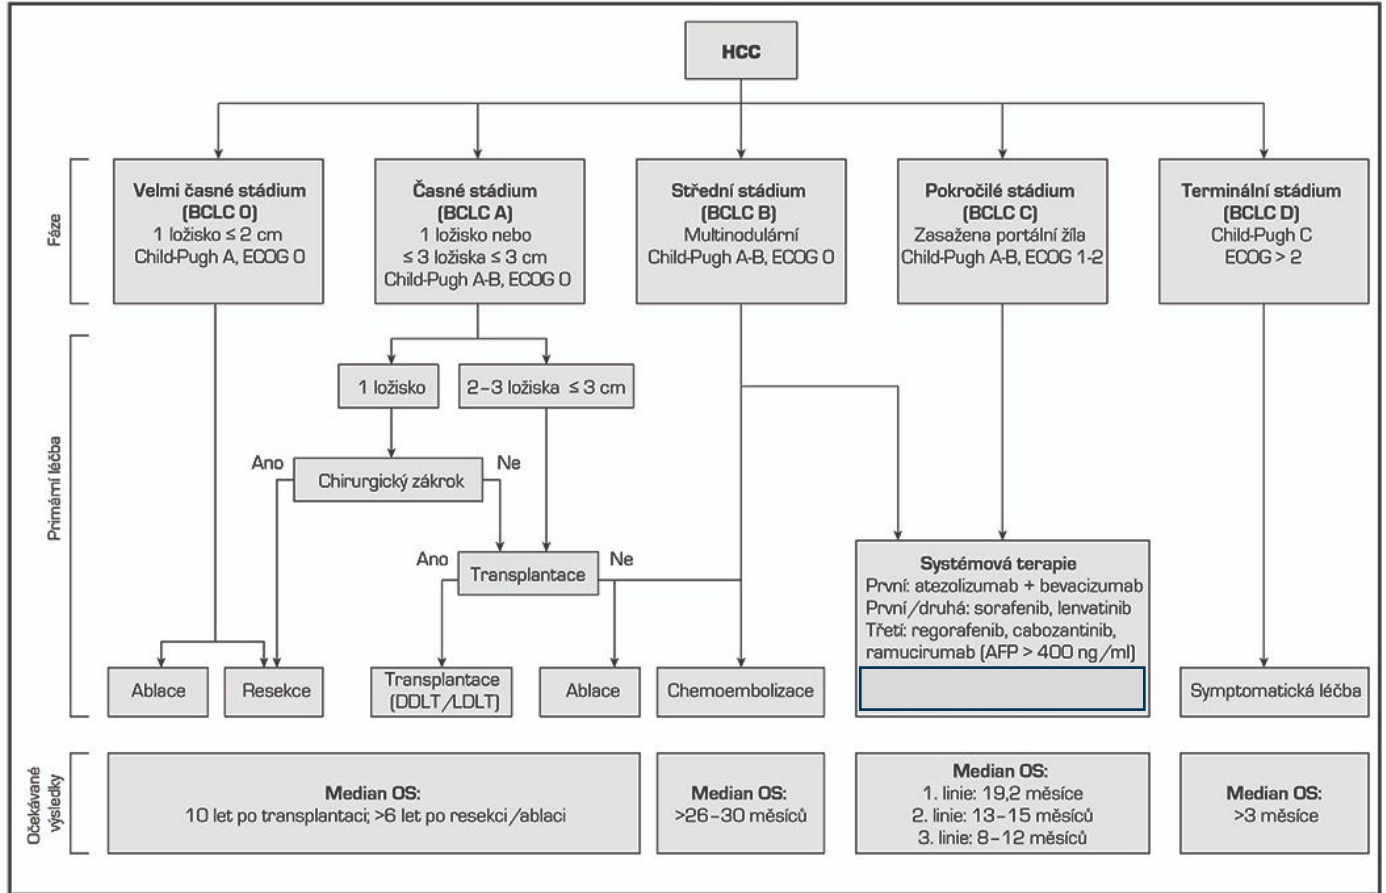 HCC
Fáze
Velmi časné stádium
(BCLC 0)
1 ložisko ≤ 2 cm
Child-Pugh A, ECOG 0
Časné stádium
(BCLC A)
1 ložisko nebo
≤ 3 ložiska ≤ 3 cm
Child-Pugh A-B, ECOG 0
Střední stádium
(BCLC B)
Multinodulární
Child-Pugh A-B, ECOG 0
Pokročilé stádium
(BCLC C)
Zasažena portální žíla
Child-Pugh A-B, ECOG 1-2
Terminální stádium
(BCLC D)
Child-Pugh C
ECOG > 2
Primární léčba
1 ložisko
2–3 ložiska ≤ 3 cm
Ano
Chirurgický zákrok
Ne
Ano
Transplantace
Ne
Systémová terapie
První: atezolizumab + bevacizumab
První/druhá: sorafenib, lenvatinib
Třetí: regorafenib, cabozantinib,
ramucirumab (AFP > 400 ng/ml)
Ablace
Resekce
Transplantace
(DDLT/LDLT)
Ablace
Chemoembolizace
Symptomatická léčba
Očekávané
výsledky
Median OS:
10 let po transplantaci; >6 let po resekci/ablaci
Median OS:
>26–30 měsíců
Median OS:
1. linie: 19,2 měsíce
2. linie: 13–15 měsíců
3. linie: 8–12 měsíců
Median OS:
>3 měsíce